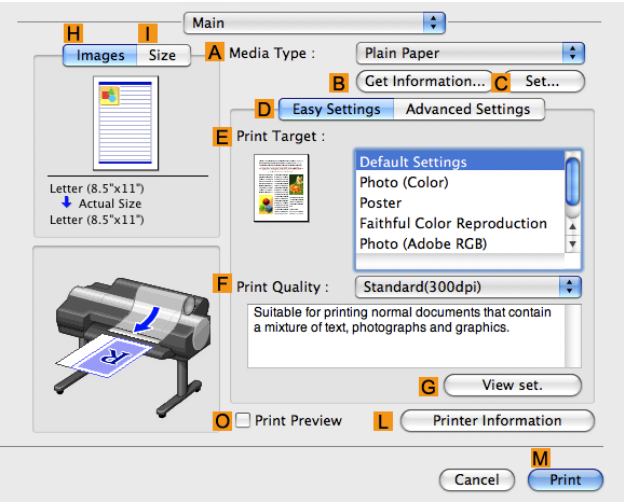 Main
H
I
Images
Size
A
Media Type :
Plain Paper
B
Get Information...
C
Set...
D
Easy Settings
Advanced Settings
E
Print Target :
Default Settings
Photo (Color)
Poster
Faithful Color Reproduction
Photo (Adobe RGB)
Letter (8.5"x11")
Actual Size
Letter (8.5"x11")
F
Print Quality :
Standard(300dpi)
Suitable for printing normal documents that contain
a mixture of text, photographs and graphics.
R
G
View set.
O
Print Preview
L
Printer Information
M
Cancel
Print